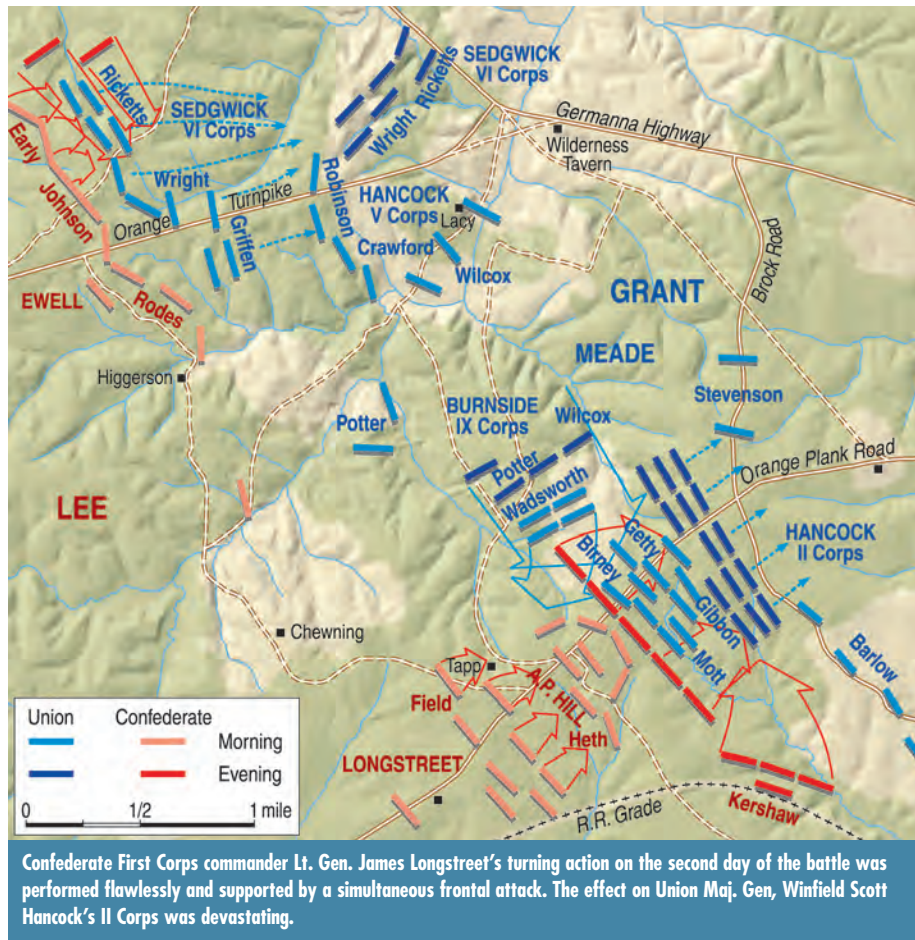 SEDGWICK
VI Corps
Ricketts
Wright
Germanna Highway
Wilderness
Tavern
Ricketts
SEDGWICK
VI Corps
Early
Johnson
Wright
Orange
Turnpike
Griffen
Robinson
HANCOCK
V Corps
Lacy
Crawford
Wilcox
Brock Road
GRANT
MEADE
EWELL
Rodes
Higgerson
Stevenson
Potter
BURNSIDE
IX Corps
Wilcox
Potter
Wadsworth
Orange Plank Road
LEE
Getty
Birney
HANCOCK
II Corps
Gibbon
Mott
Barlow
Chewning
Tapp
A.P. HILL
Field
Heth
LONGSTREET
Kershaw
R.R. Grade
Union Confederate
Morning
Evening
0 1/2 1 mile
Confederate First Corps commander Lt. Gen. James Longstreet's turning action on the second day of the battle was
performed flawlessly and supported by a simultaneous frontal attack. The effect on Union Maj. Gen, Winfield Scott
Hancock's II Corps was devastating.